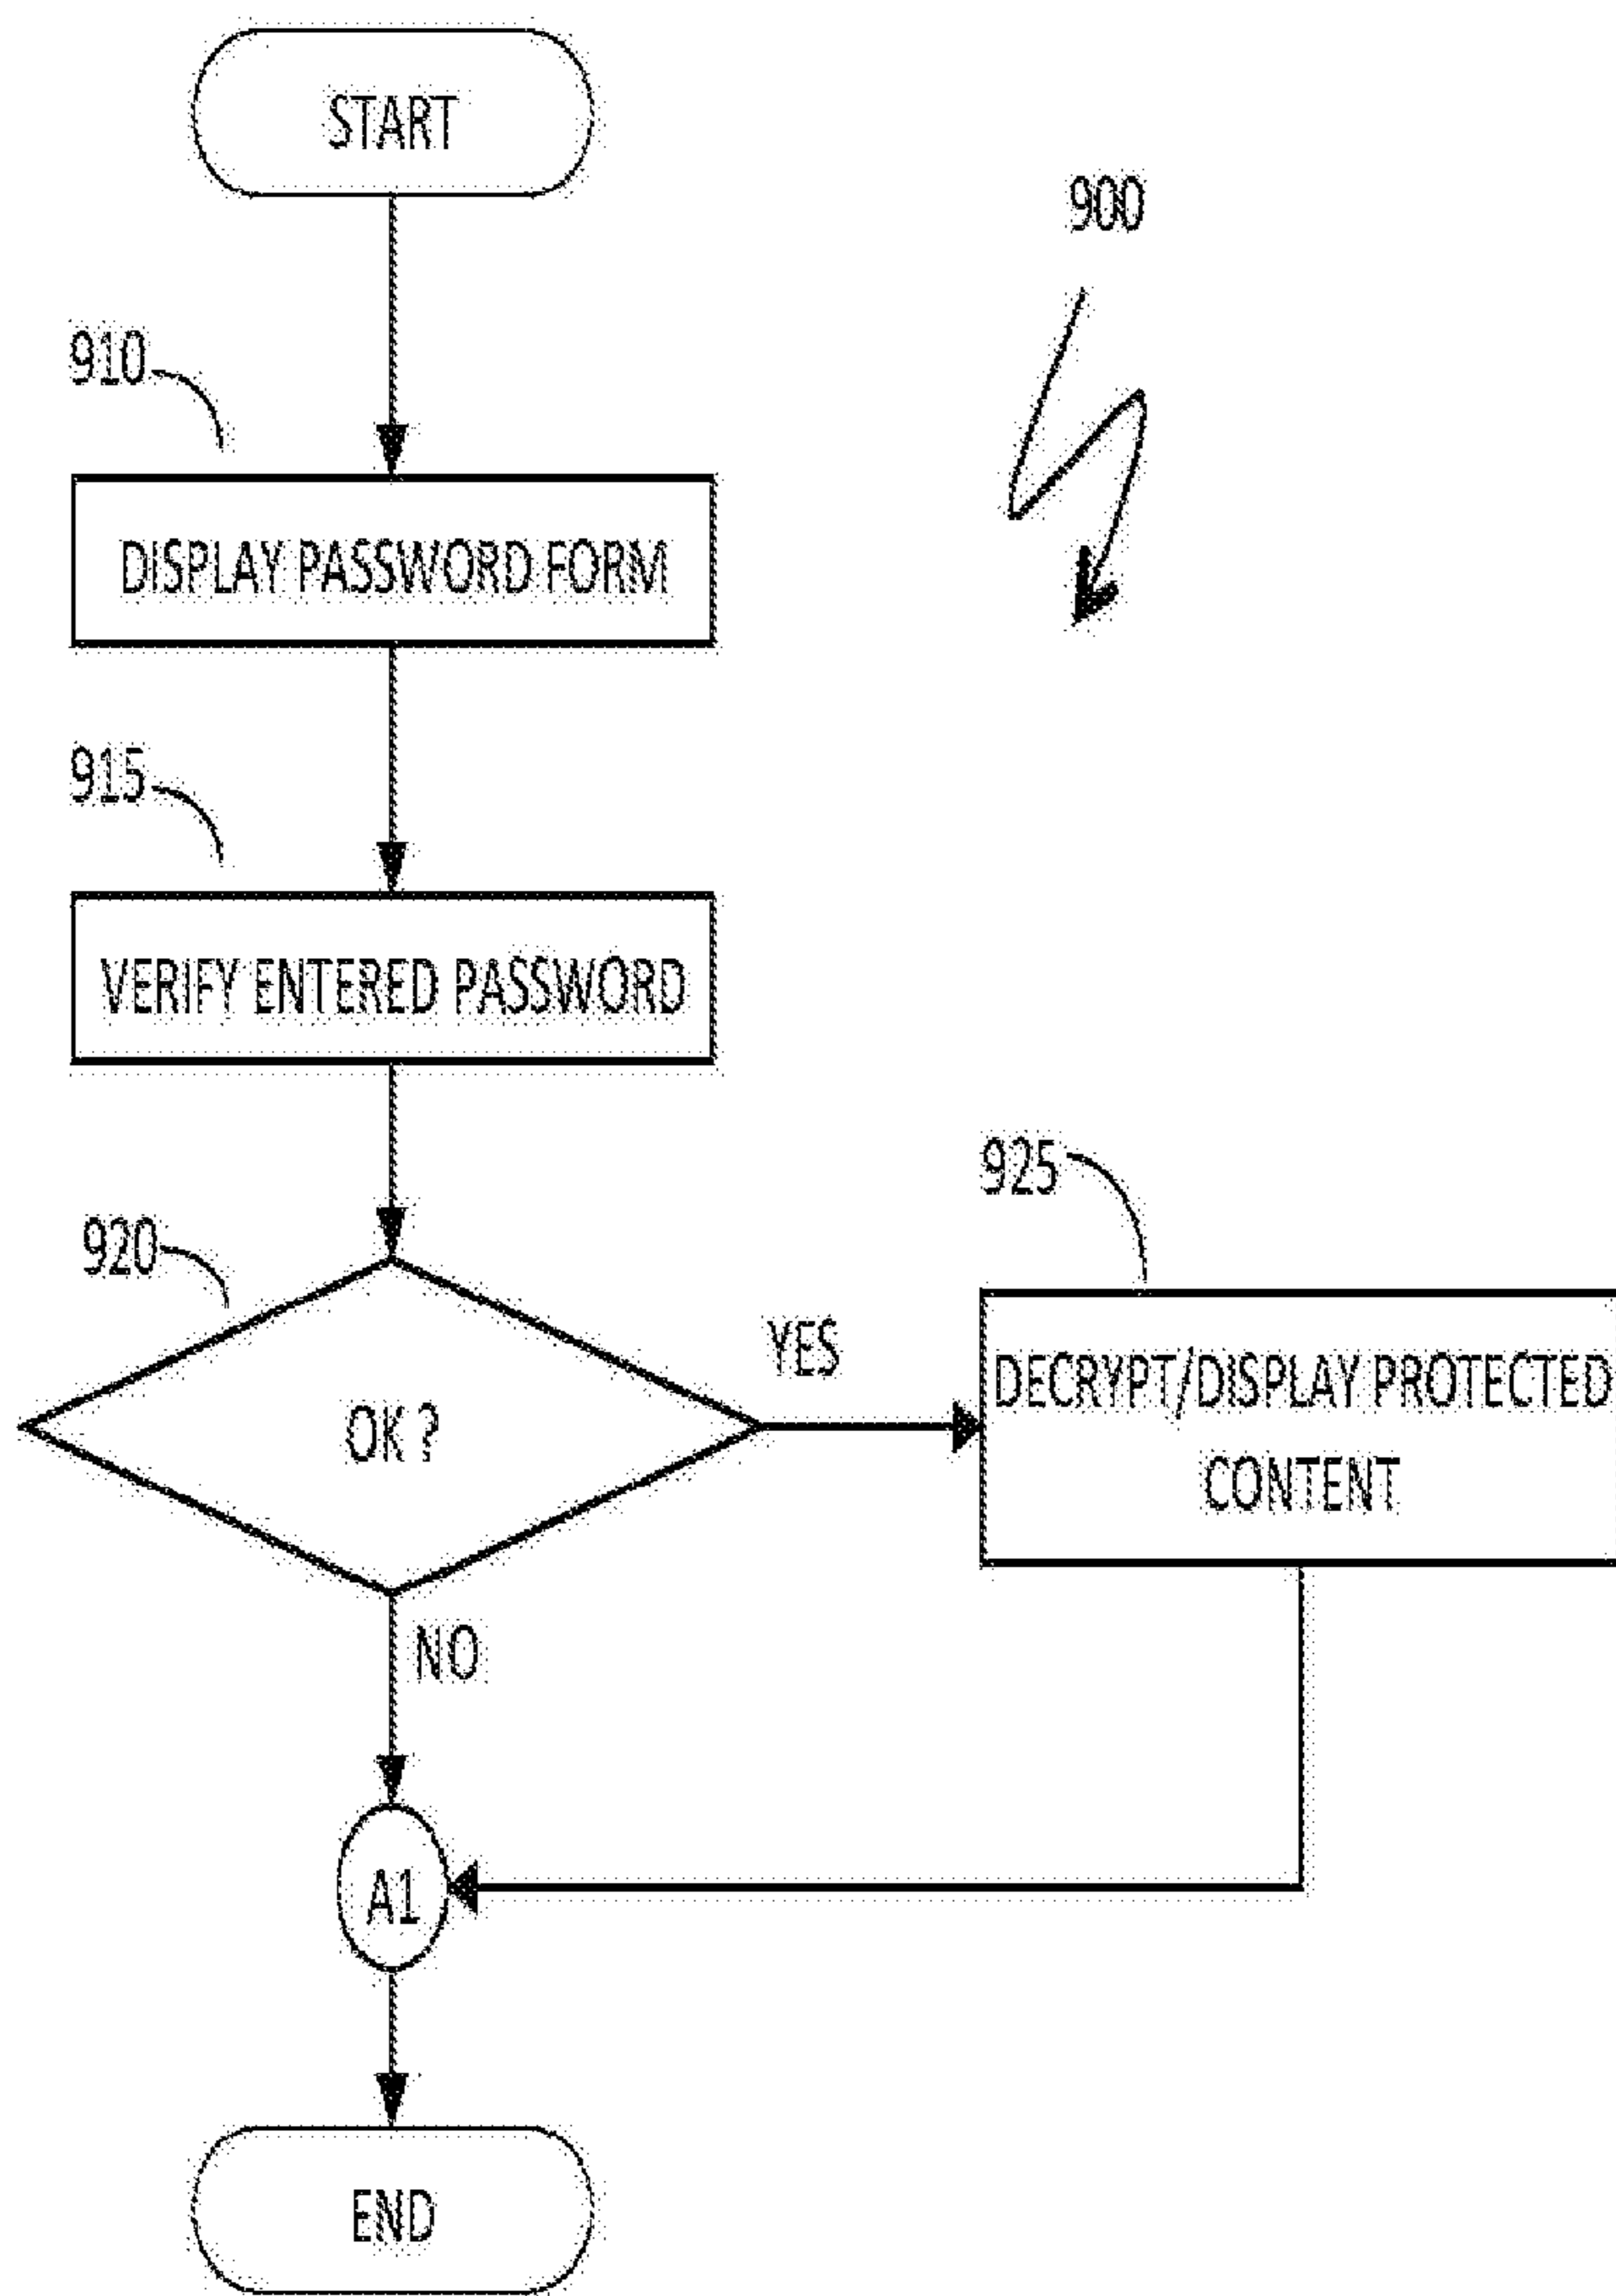 START
900
910
DISPLAY PASSWORD FORM
915
VERIFY ENTERED PASSWORD
925
920
YES
DECRYPT/DISPLAY PROTECTED
CONTENT
OK ?
NO
A1
END